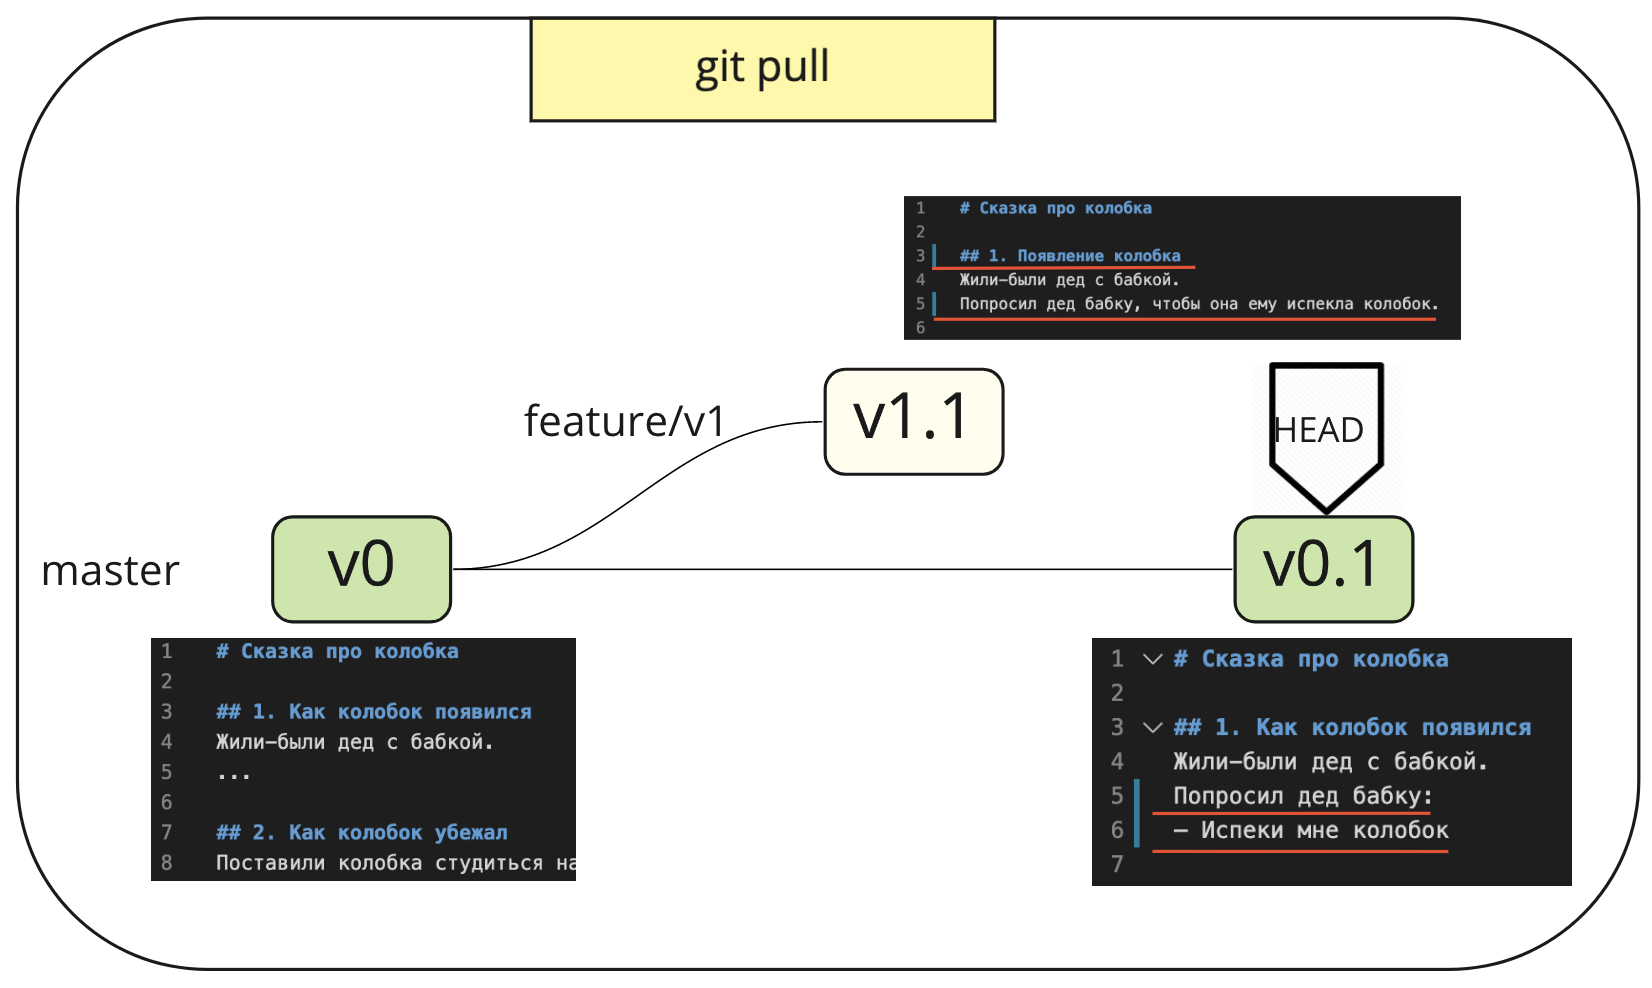 git pull
1 # Сказка про колобка
2
3 ## 1. Появление колобка
4 Жили-были дед с бабкой.
5 Попросил дед бабку, чтобы она ему испекла колобок.
6
feature/v1
v1.1
HEAD
master
v0
v0.1
1 # Сказка про колобка
2
3 ## 1. Как колобок появился
4 Жили-были дед с бабкой.
5 ...
6
7 ## 2. Как колобок убежал
8 Поставили колобка студиться на
1 # Сказка про колобка
2
3 ## 1. Как колобок появился
4 Жили-были дед с бабкой.
5 Попросил дед бабку:
6 – Испеки мне колобок
7